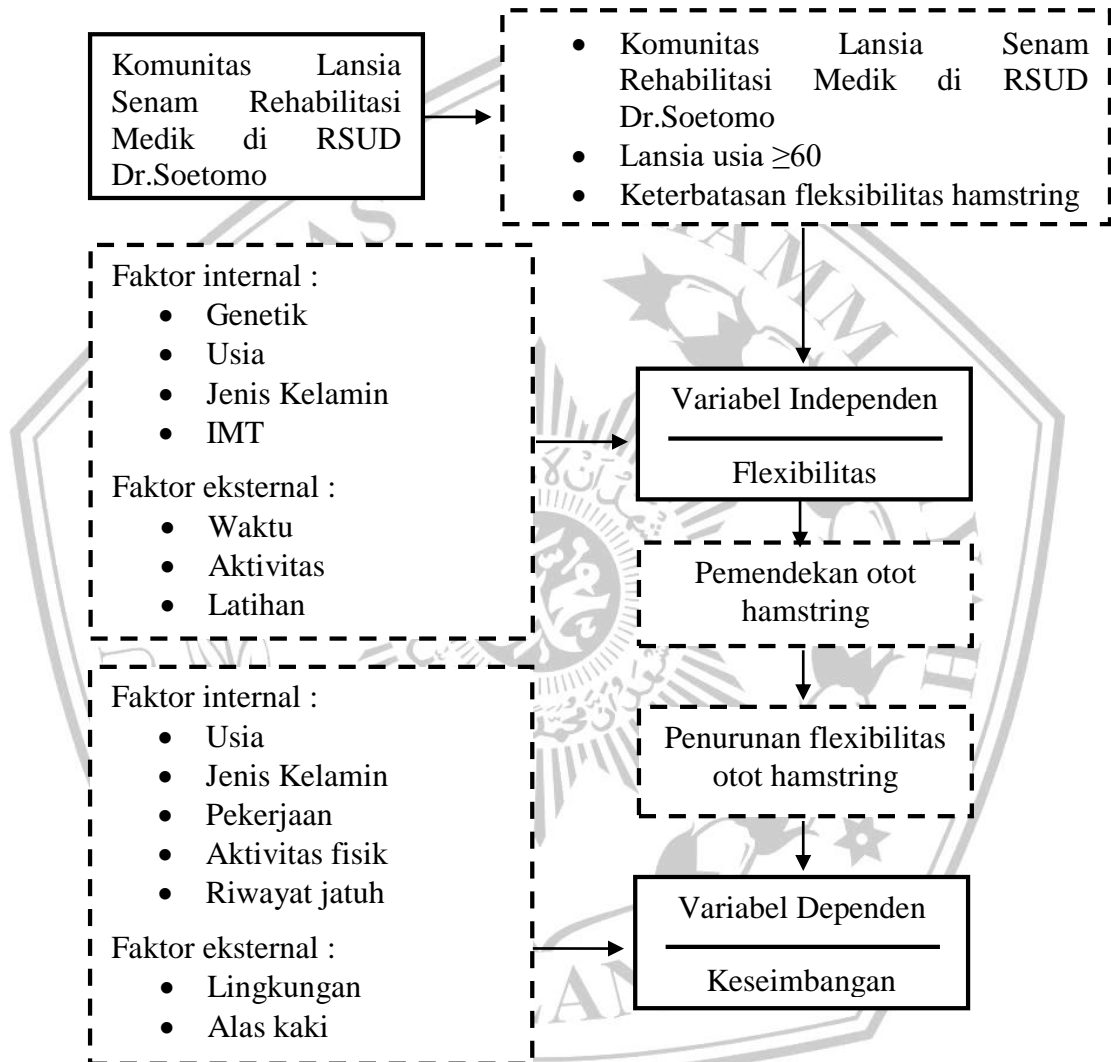 Komunitas Lansia
Senam Rehabilitasi
Medik di RSUD
Dr.Soetomo
• Komunitas Lansia Senam
Rehabilitasi Medik di RSUD
Dr.Soetomo
• Lansia usia ≥60
• Keterbatasan fleksibilitas hamstring
Faktor internal :
• Genetik
• Usia
• Jenis Kelamin
• IMT
Faktor eksternal :
• Waktu
• Aktivitas
• Latihan
Variabel Independen
Flexibilitas
Pemendekan otot
hamstring
Penurunan flexibilitas
otot hamstring
Faktor internal :
• Usia
• Jenis Kelamin
• Pekerjaan
• Aktivitas fisik
• Riwayat jatuh
Faktor eksternal :
• Lingkungan
• Alas kaki
Variabel Dependen
Keseimbangan